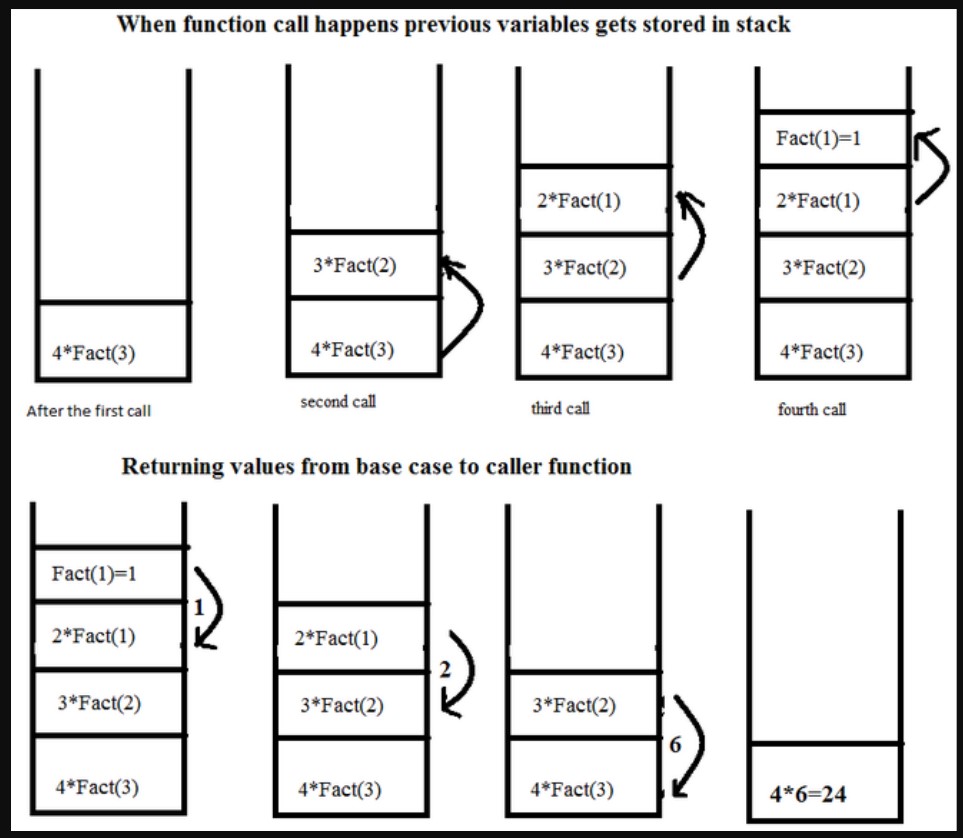 When function call happens previous variables gets stored in stack
4*Fact(3)
After the first call
3*Fact(2)
4*Fact(3)
second call
2*Fact(1)
3*Fact(2)
4*Fact(3)
third call
Fact(1)=1
2*Fact(1)
3*Fact(2)
4*Fact(3)
fourth call
Returning values from base case to caller function
Fact(1)=1
1
2*Fact(1)
3*Fact(2)
4*Fact(3)
2*Fact(1)
2
3*Fact(2)
4*Fact(3)
3*Fact(2)
6
4*Fact(3)
4*6=24